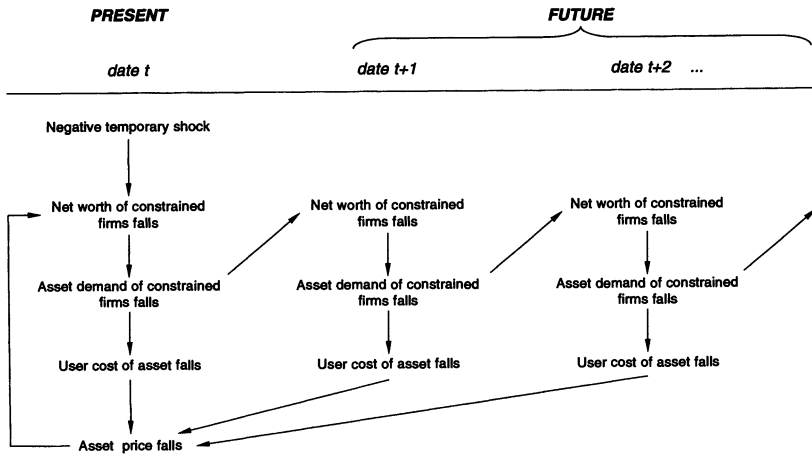 PRESENT
FUTURE
date t
date t+1
date t+2 ...
Negative temporary shock
Net worth of constrained
firms falls
Net worth of constrained
firms falls
Net worth of constrained
firms falls
Asset demand of constrained
firms falls
Asset demand of constrained
firms falls
Asset demand of constrained
firms falls
User cost of asset falls
User cost of asset falls
User cost of asset falls
Asset price falls